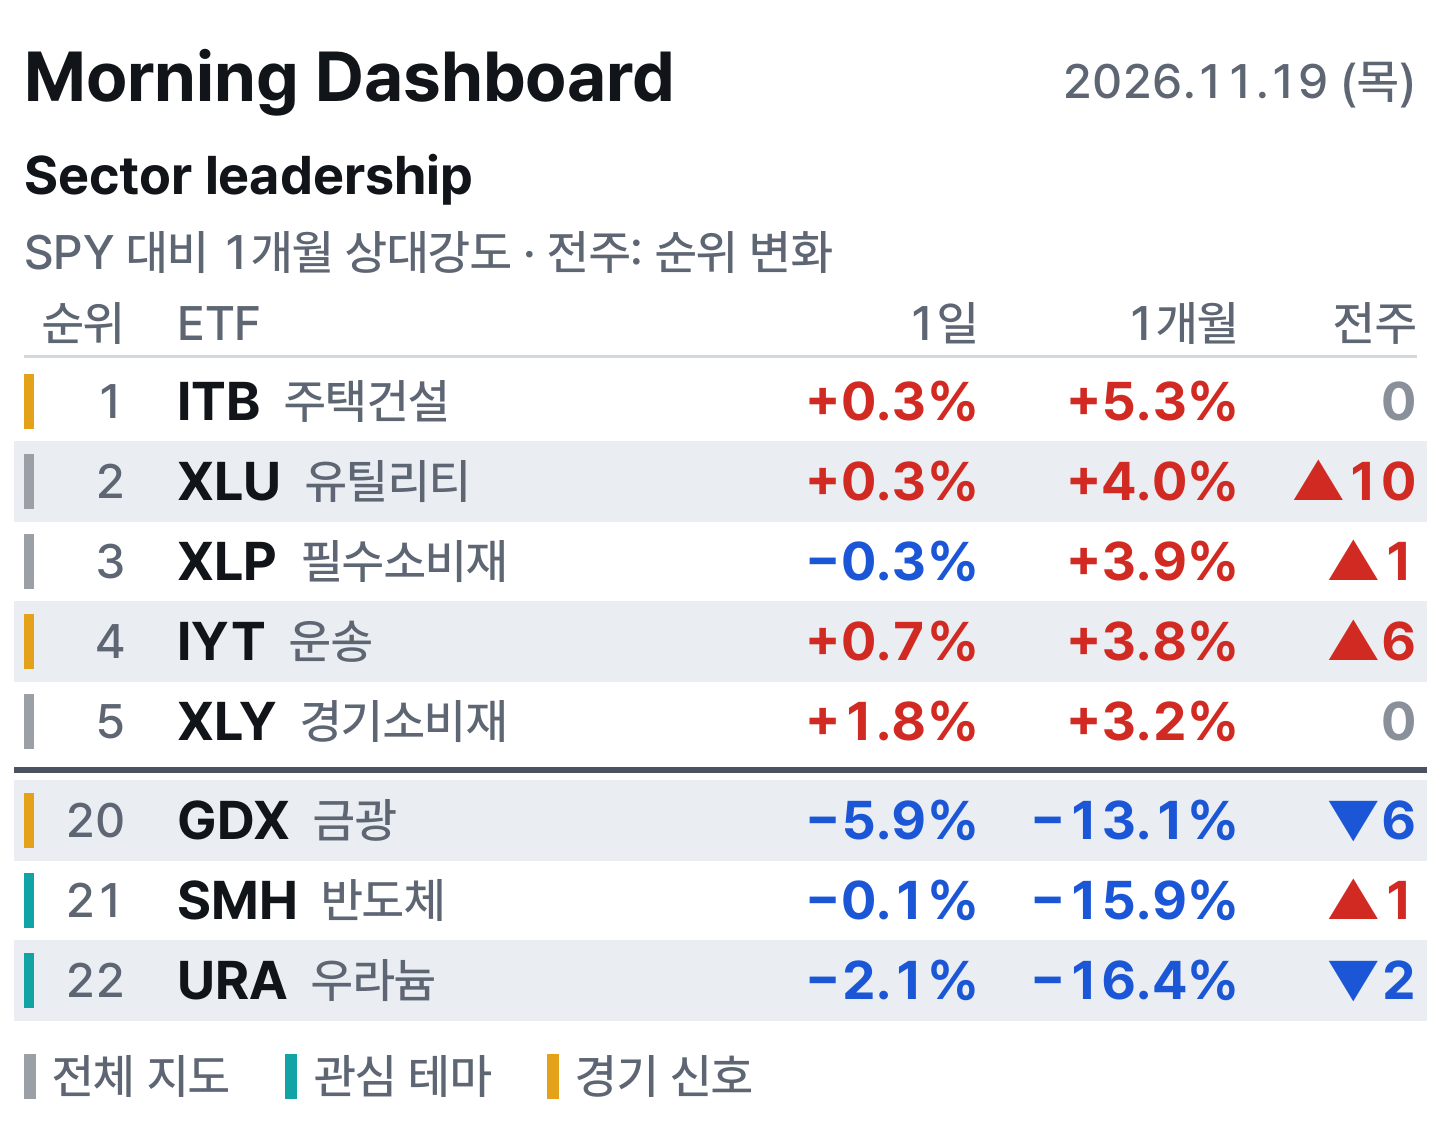 Morning Dashboard 2026.11.19 (목)
Sector leadership
SPY 대비 1개월 상대강도 · 전주: 순위 변화
순위 ETF 1일 1개월 전주
1 ITB 주택건설 +0.3% +5.3% 0
2 XLU 유틸리티 +0.3% +4.0% ▲10
3 XLP 필수소비재 −0.3% +3.9% ▲1
4 IYT 운송 +0.7% +3.8% ▲6
5 XLY 경기소비재 +1.8% +3.2% 0
20 GDX 금광 −5.9% −13.1% ▼6
21 SMH 반도체 −0.1% −15.9% ▲1
22 URA 우라늄 −2.1% −16.4% ▼2
전체 지도 관심 테마 경기 신호